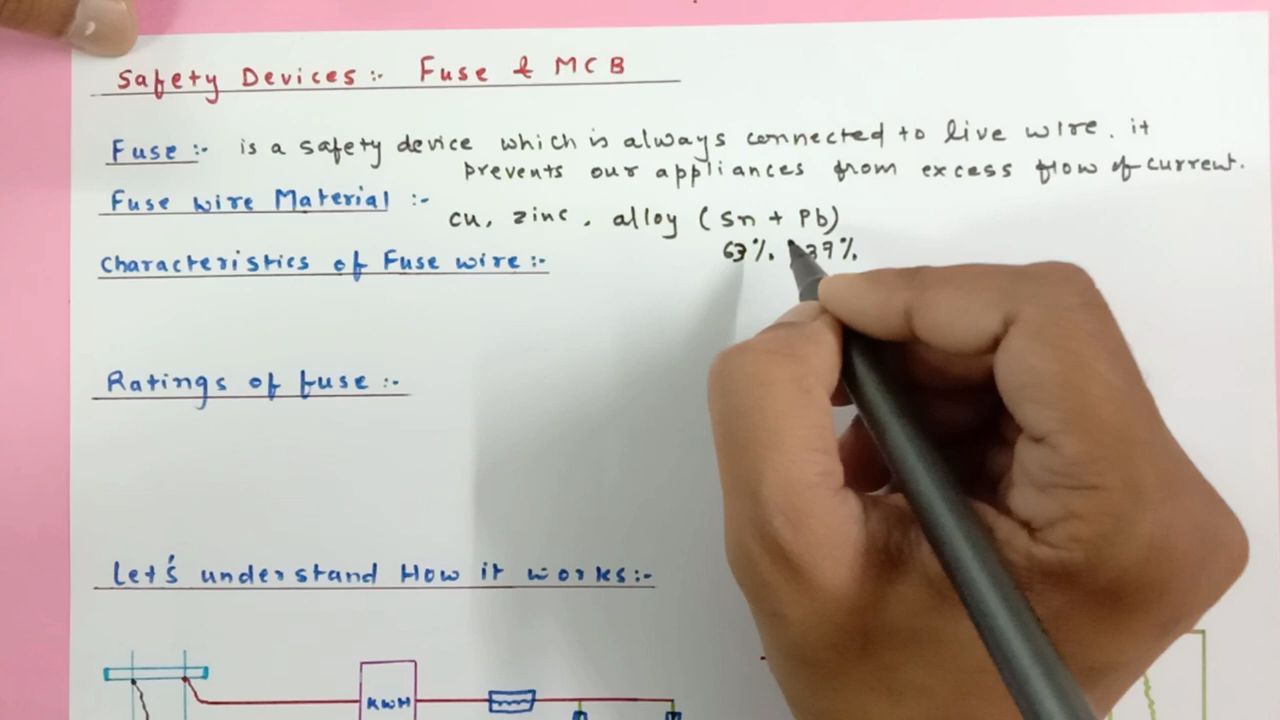 Safety Devices:- Fuse & MCB
Fuse:- is a safety device which is always connected to live wire. it
prevents our appliances from excess flow of current.
Fuse wire Material :-
cu, zinc, alloy (Sn + Pb)
63%. 37%.
Characteristics of Fuse wire:-
Ratings of fuse:-
Let's understand How it works:-
KWH